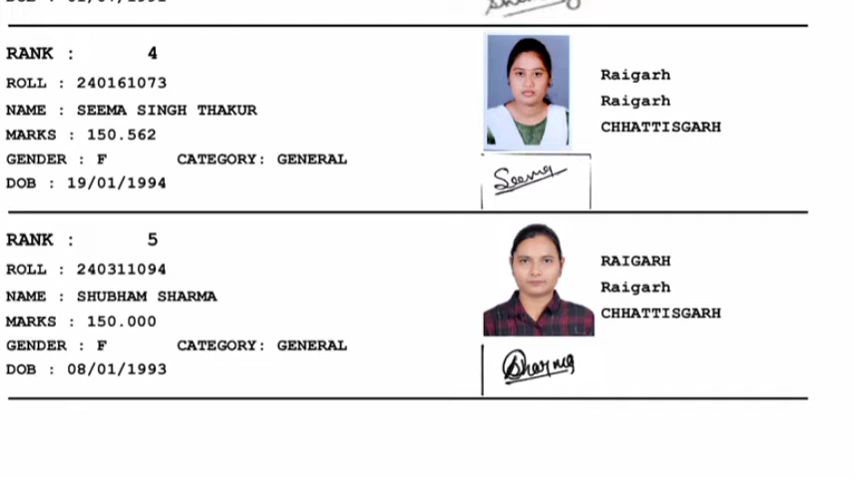 RANK : 4
ROLL : 240161073
NAME : SEEMA SINGH THAKUR
MARKS : 150.562
GENDER : F CATEGORY: GENERAL
DOB : 19/01/1994
Raigarh
Raigarh
CHHATTISGARH
Seema
RANK : 5
ROLL : 240311094
NAME : SHUBHAM SHARMA
MARKS : 150.000
GENDER : F CATEGORY: GENERAL
DOB : 08/01/1993
RAIGARH
Raigarh
CHHATTISGARH
Sharma